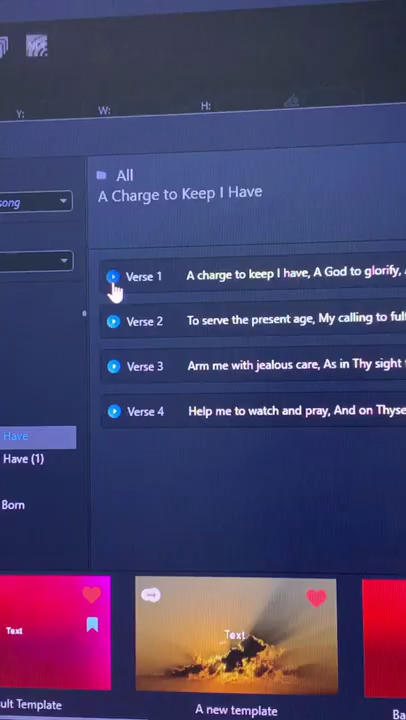 Y: W: H:
song
All
A Charge to Keep I Have
Verse 1 A charge to keep I have, A God to glorify,
Verse 2 To serve the present age, My calling to ful
Verse 3 Arm me with jealous care, As in Thy sight
Verse 4 Help me to watch and pray, And on Thyse
Have
Have (1)
Born
Text
Text
ult Template
A new template
Ba